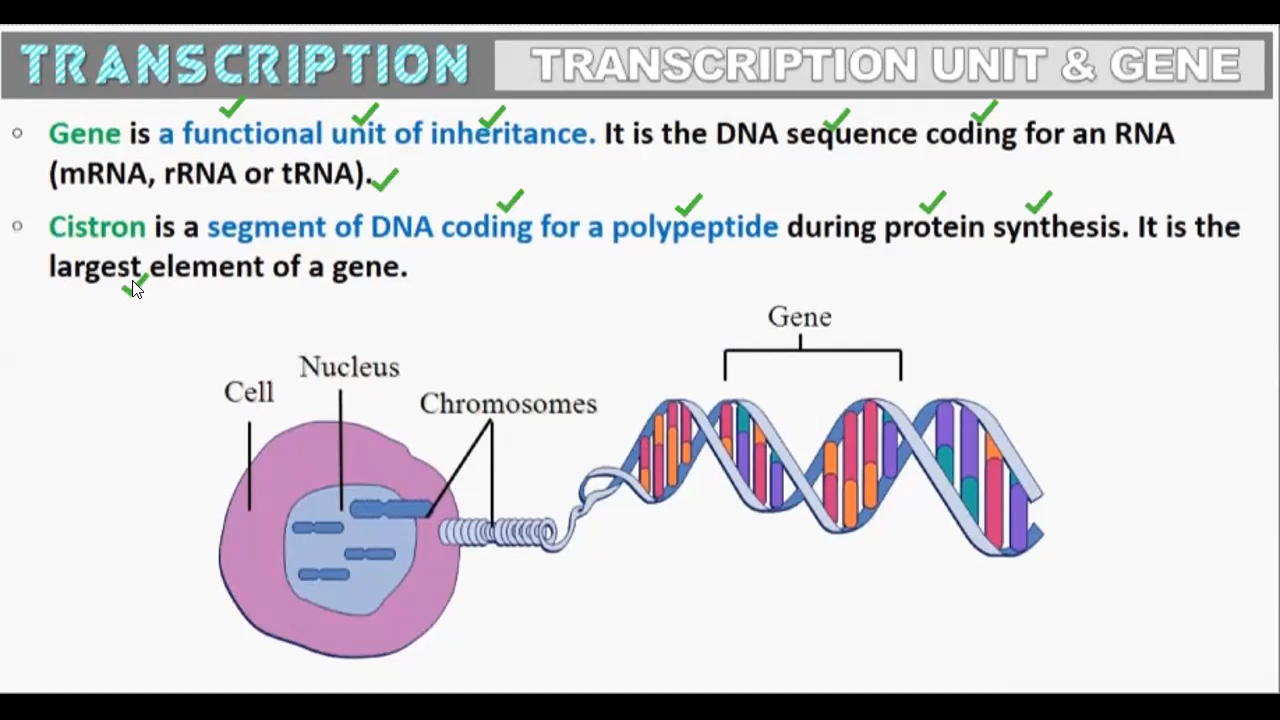 TRANSCRIPTION
TRANSCRIPTION UNIT & GENE
Gene is a functional unit of inheritance. It is the DNA sequence coding for an RNA
(mRNA, rRNA or tRNA).
Cistron is a segment of DNA coding for a polypeptide during protein synthesis. It is the
largest element of a gene.
Gene
Nucleus
Cell
Chromosomes